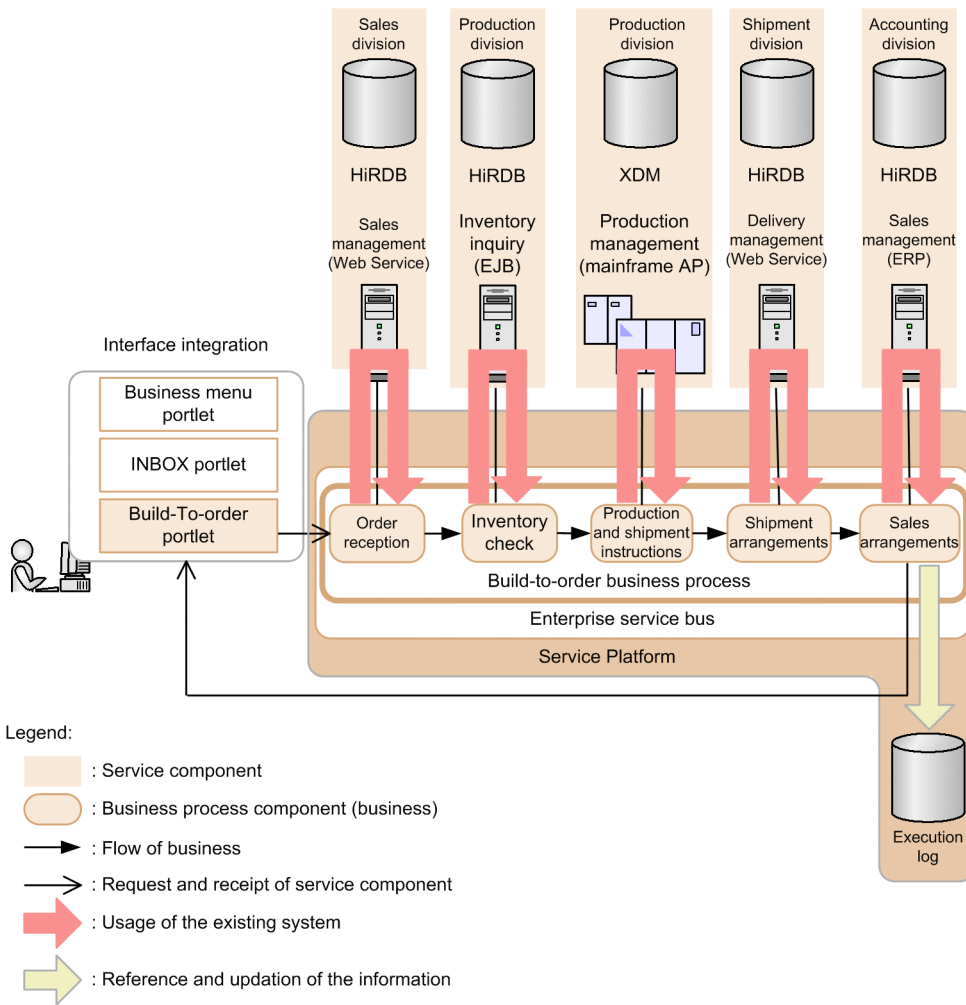 Sales
division
Production
division
Production
division
Shipment
division
Accounting
division
HiRDB
HiRDB
XDM
HiRDB
HiRDB
Sales
management
(Web Service)
Inventory
inquiry
(EJB)
Production
management
(mainframe AP)
Delivery
management
(Web Service)
Sales
management
(ERP)
Interface integration
Business menu
portlet
INBOX portlet
Build-To-order
portlet
Order
reception
Inventory
check
Production
and shipment
instructions
Shipment
arrangements
Sales
arrangements
Build-to-order business process
Enterprise service bus
Service Platform
Execution
log
Legend:
: Service component
: Business process component (business)
: Flow of business
: Request and receipt of service component
: Usage of the existing system
: Reference and updation of the information